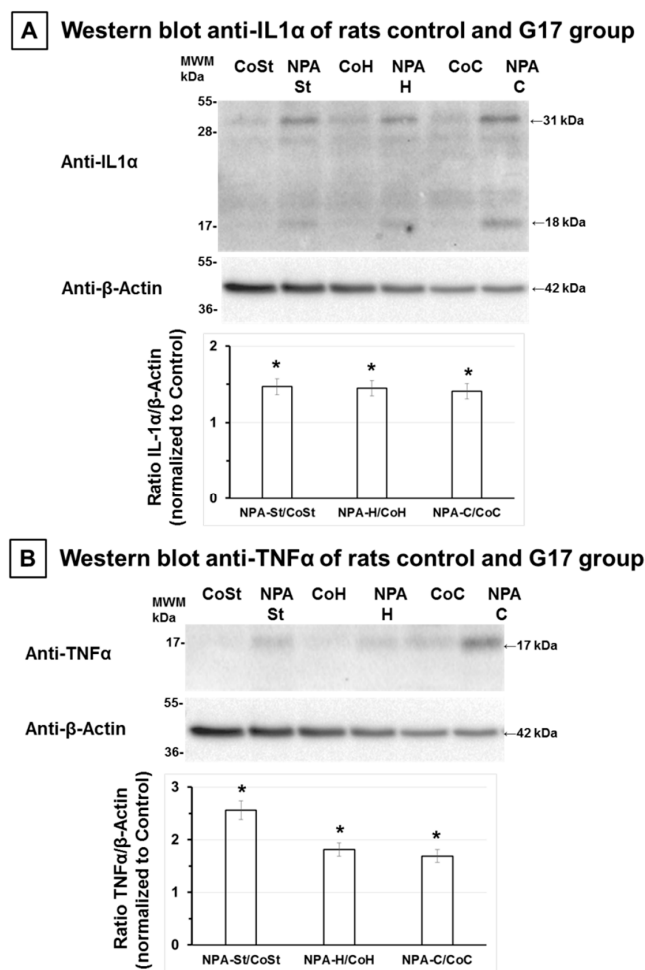 A Western blot anti-IL1α of rats control and G17 group
MWM
kDa
CoSt NPA St CoH NPA H CoC NPA C
55-
28-
17-
Anti-IL1α
←31 kDa
←18 kDa
55-
36-
Anti-β-Actin
←42 kDa
Ratio IL-1α/β-Actin
(normalized to Control)
2
1
0
* * *
NPA-St/CoSt NPA-H/CoH NPA-C/CoC
B Western blot anti-TNFα of rats control and G17 group
MWM
kDa
CoSt NPA St CoH NPA H CoC NPA C
17-
Anti-TNFα
←17 kDa
55-
36-
Anti-β-Actin
←42 kDa
Ratio TNFα/β-Actin
(normalized to Control)
3
2
1
0
* * *
NPA-St/CoSt NPA-H/CoH NPA-C/CoC